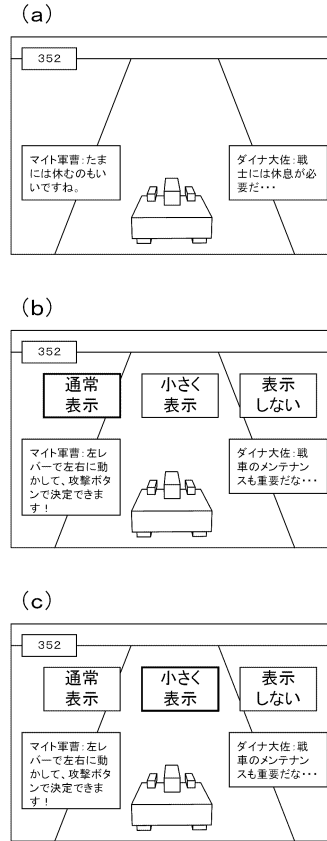 (a)
352
マイト軍曹：たま
には休むのもい
いですね。
ダイナ大佐：戦
士には休息が必
要だ・・・
(b)
352
通常
表示
小さく
表示
表示
しない
マイト軍曹：左レ
バーで左右に動
かして、攻撃ボタ
ンで決定できま
す！
ダイナ大佐：戦
車のメンテナン
スも重要だな・・・
(c)
352
通常
表示
小さく
表示
表示
しない
マイト軍曹：左レ
バーで左右に動
かして、攻撃ボタ
ンで決定できま
す！
ダイナ大佐：戦
車のメンテナン
スも重要だな・・・